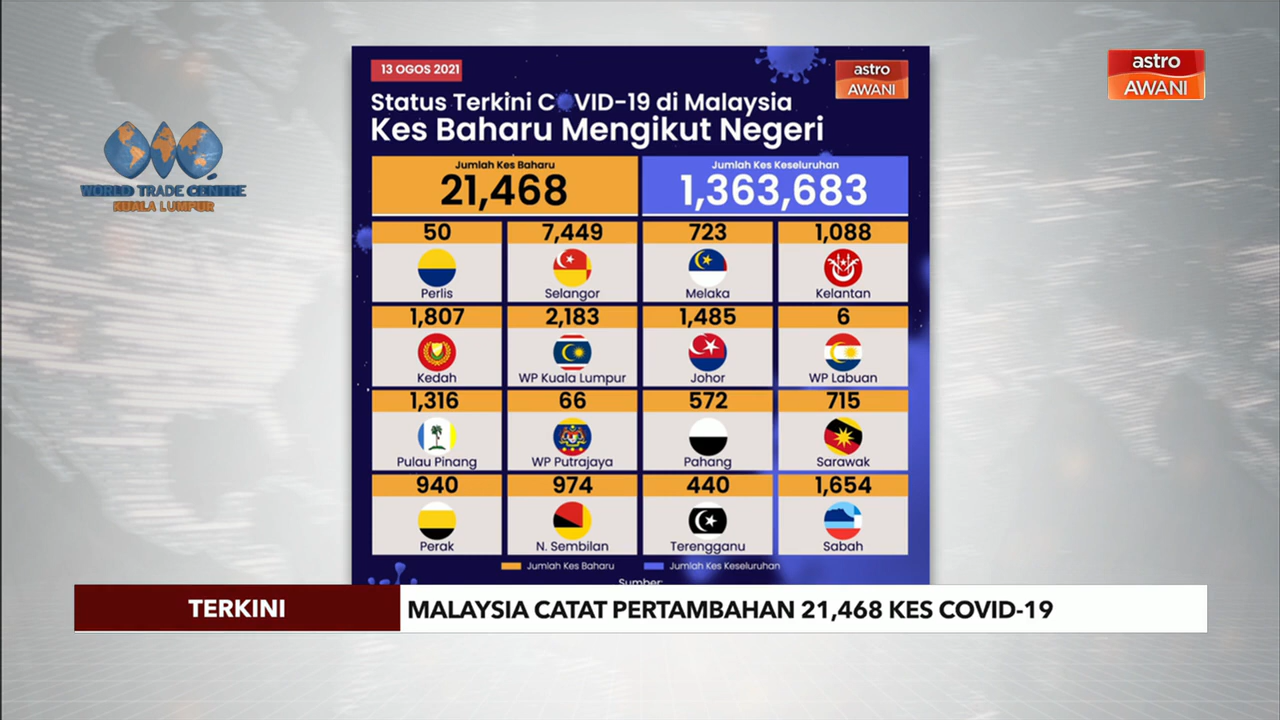 13 OGOS 2021
astro
AWANI
astro
AWANI
Status Terkini COVID-19 di Malaysia
Kes Baharu Mengikut Negeri
WORLD TRADE CENTRE
KUALA LUMPUR
Jumlah Kes Baharu
21,468
Jumlah Kes Keseluruhan
1,363,683
50
Perlis
7,449
Selangor
723
Melaka
1,088
Kelantan
1,807
Kedah
2,183
WP Kuala Lumpur
1,485
Johor
6
WP Labuan
1,316
Pulau Pinang
66
WP Putrajaya
572
Pahang
715
Sarawak
940
Perak
974
N. Sembilan
440
Terengganu
1,654
Sabah
Jumlah Kes Baharu
Jumlah Kes Keseluruhan
Sumber:
TERKINI
MALAYSIA CATAT PERTAMBAHAN 21,468 KES COVID-19